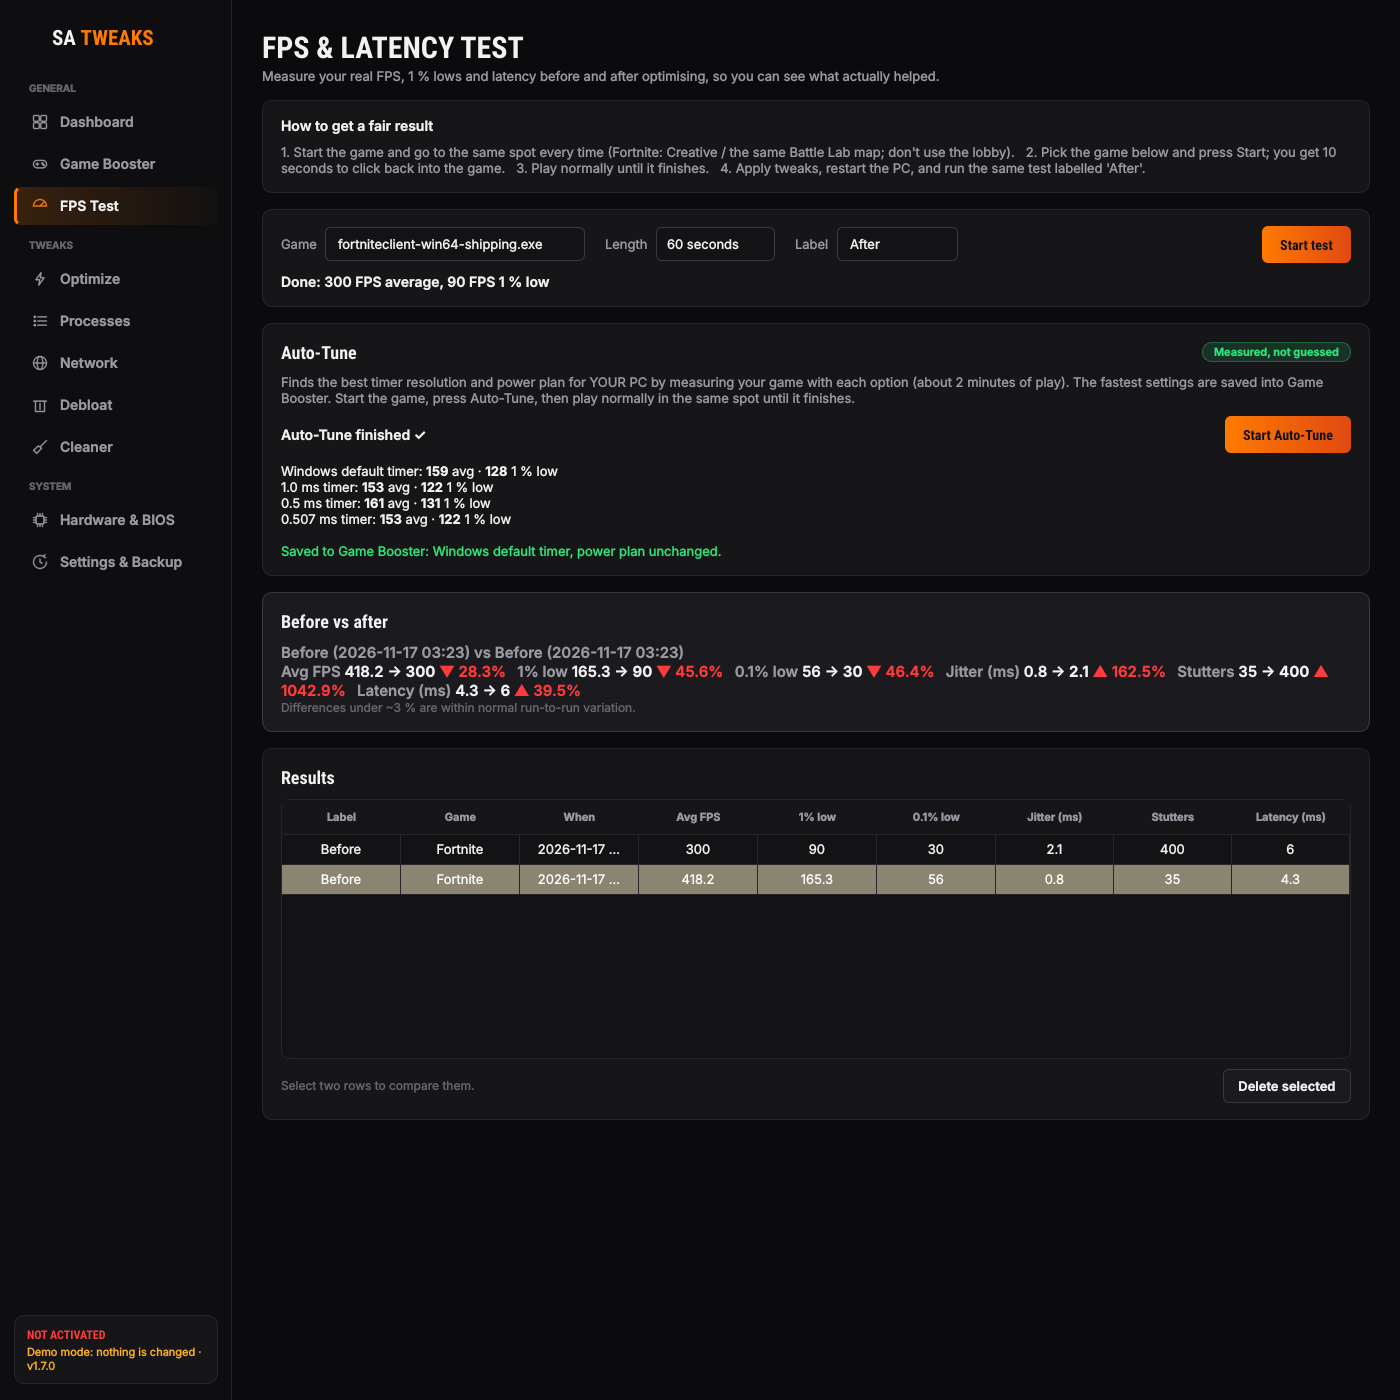 SA TWEAKS
GENERAL
Dashboard
Game Booster
FPS Test
TWEAKS
Optimize
Processes
Network
Debloat
Cleaner
SYSTEM
Hardware & BIOS
Settings & Backup
NOT ACTIVATED
Demo mode: nothing is changed ·
v1.7.0
FPS & LATENCY TEST
Measure your real FPS, 1 % lows and latency before and after optimising, so you can see what actually helped.
How to get a fair result
1. Start the game and go to the same spot every time (Fortnite: Creative / the same Battle Lab map; don't use the lobby). 2. Pick the game below and press Start; you get 10
seconds to click back into the game. 3. Play normally until it finishes. 4. Apply tweaks, restart the PC, and run the same test labelled 'After'.
Game fortniteclient-win64-shipping.exe Length 60 seconds Label After Start test
Done: 300 FPS average, 90 FPS 1 % low
Auto-Tune Measured, not guessed
Finds the best timer resolution and power plan for YOUR PC by measuring your game with each option (about 2 minutes of play). The fastest settings are saved into Game
Booster. Start the game, press Auto-Tune, then play normally in the same spot until it finishes.
Auto-Tune finished ✓ Start Auto-Tune
Windows default timer: 159 avg · 128 1 % low
1.0 ms timer: 153 avg · 122 1 % low
0.5 ms timer: 161 avg · 131 1 % low
0.507 ms timer: 153 avg · 122 1 % low
Saved to Game Booster: Windows default timer, power plan unchanged.
Before vs after
Before (2026-11-17 03:23) vs Before (2026-11-17 03:23)
Avg FPS 418.2 → 300 ▼ 28.3% 1% low 165.3 → 90 ▼ 45.6% 0.1% low 56 → 30 ▼ 46.4% Jitter (ms) 0.8 → 2.1 ▲ 162.5% Stutters 35 → 400 ▲
1042.9% Latency (ms) 4.3 → 6 ▲ 39.5%
Differences under ~3 % are within normal run-to-run variation.
Results
Label Game When Avg FPS 1% low 0.1% low Jitter (ms) Stutters Latency (ms)
Before Fortnite 2026-11-17 ... 300 90 30 2.1 400 6
Before Fortnite 2026-11-17 ... 418.2 165.3 56 0.8 35 4.3
Select two rows to compare them. Delete selected